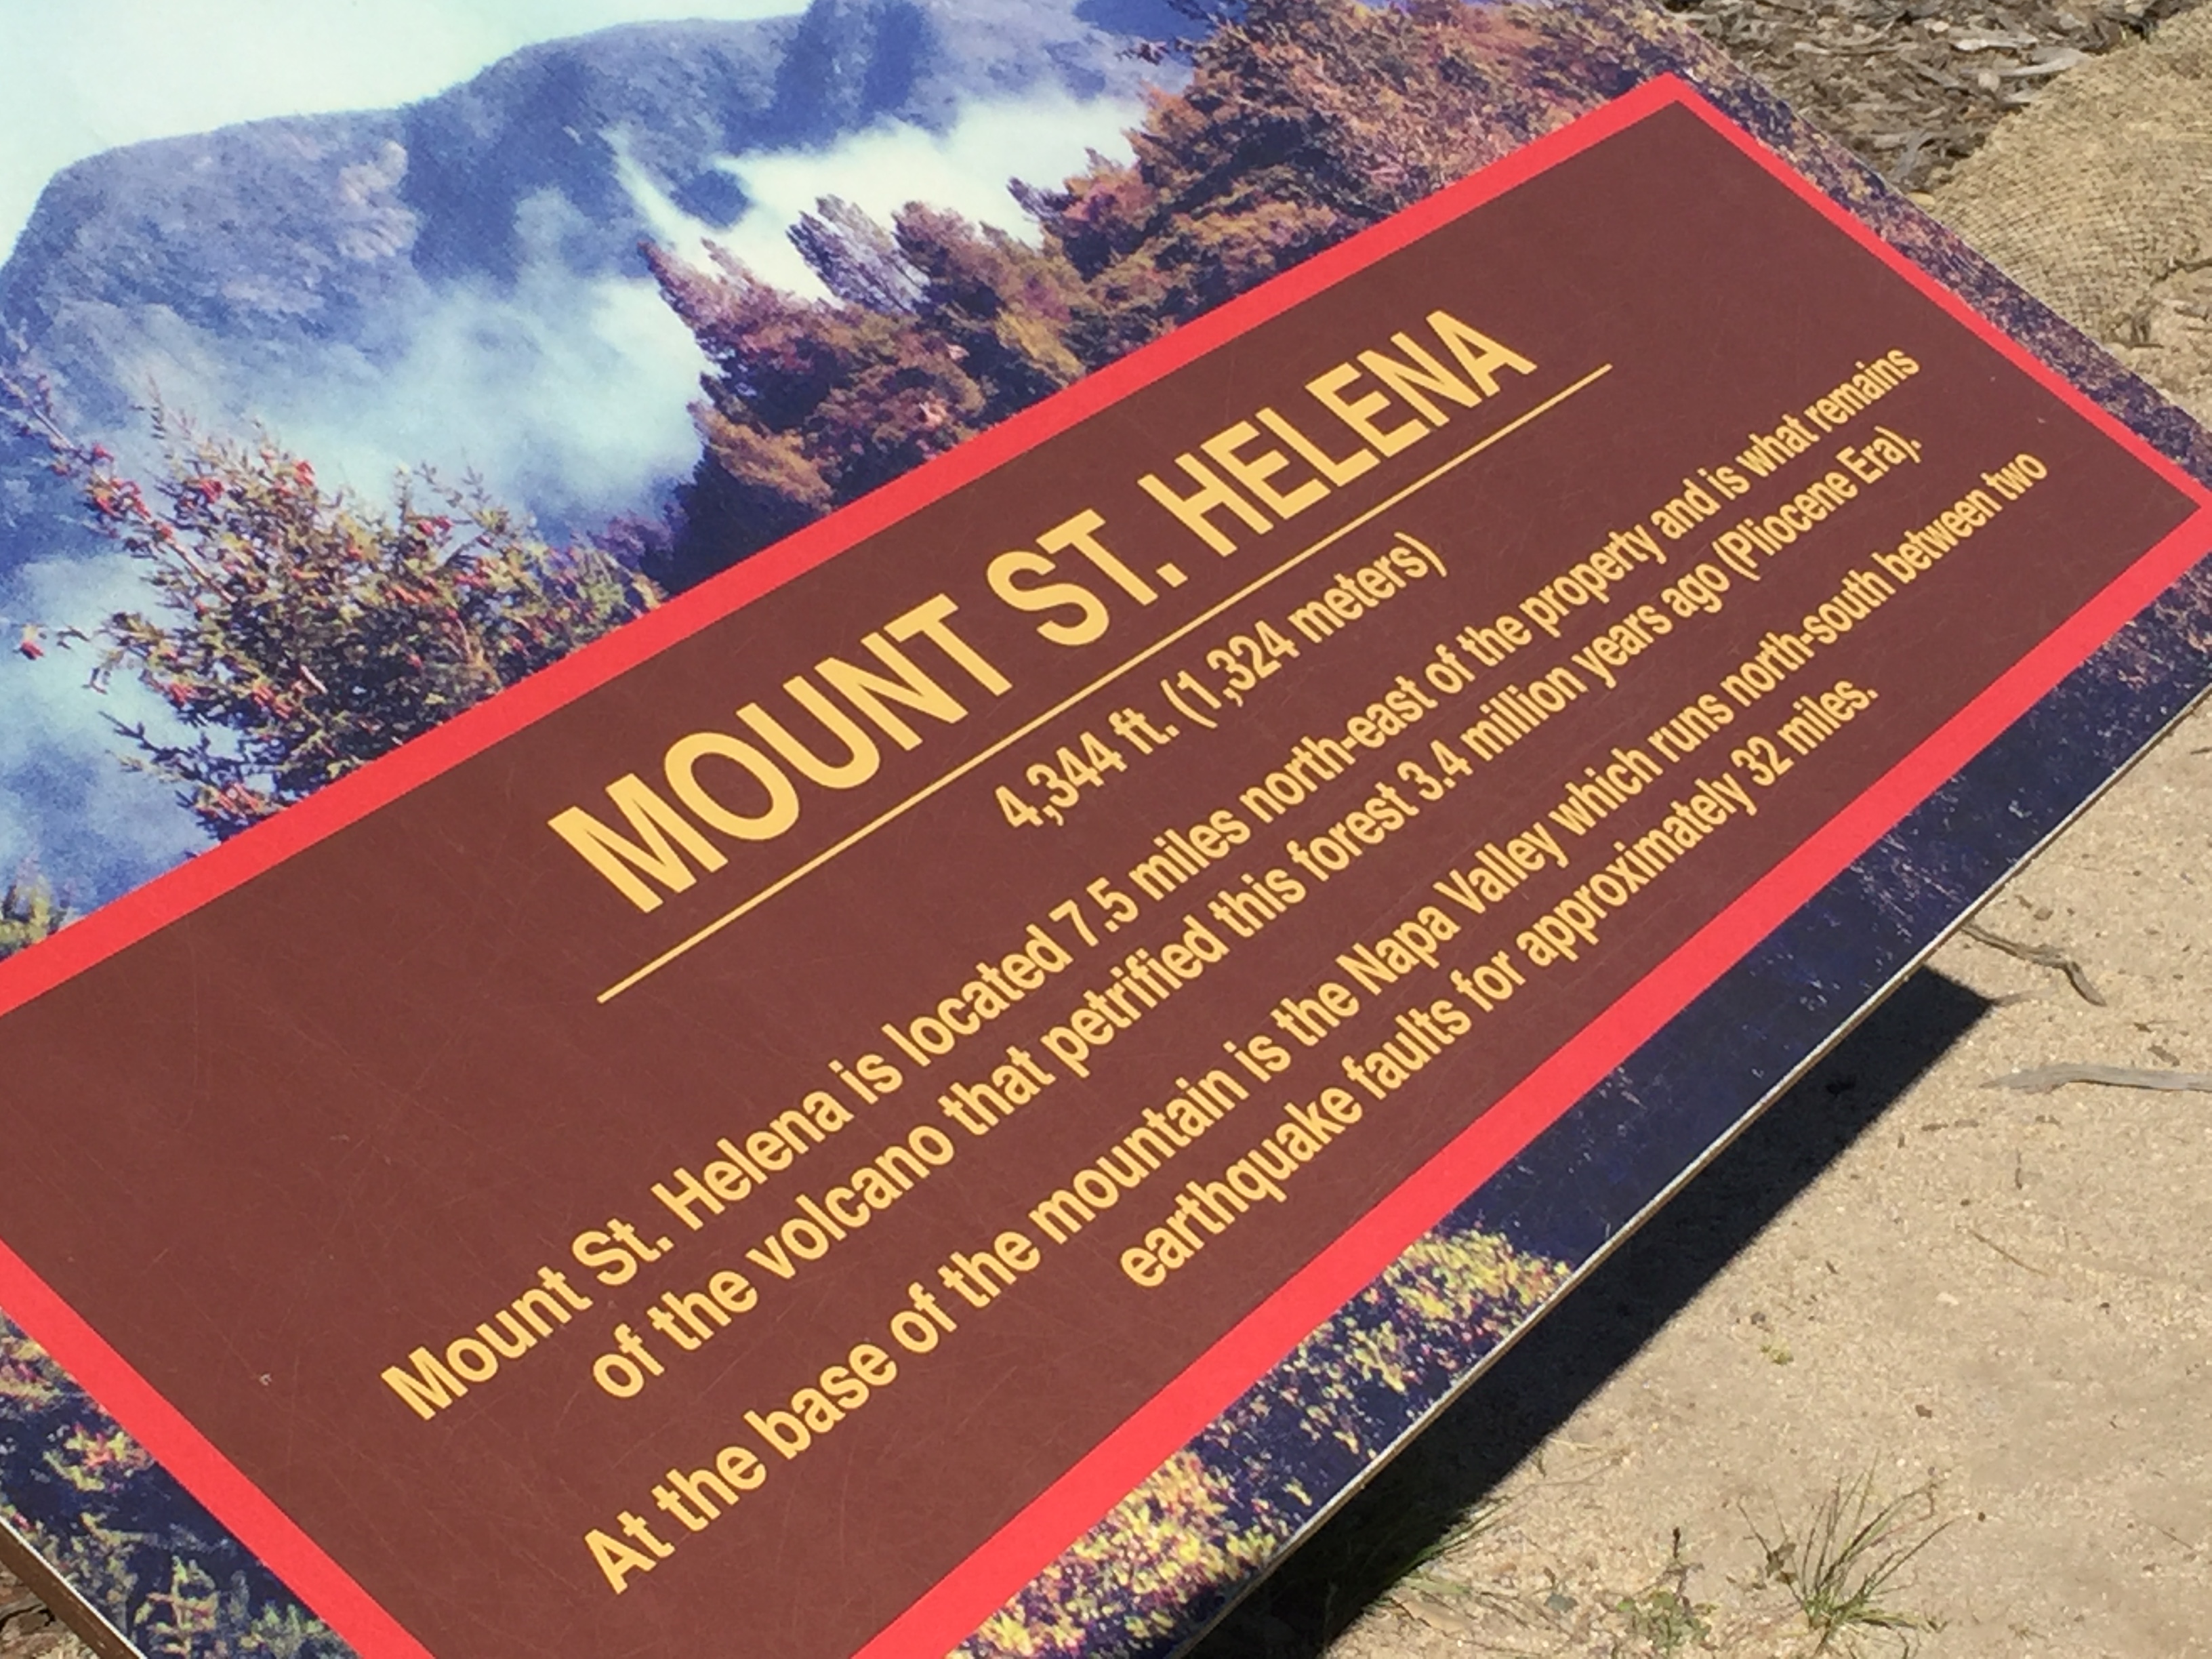 MOUNT ST. HELENA
4,344 ft. (1,324 meters)
Mount St. Helena is located 7.5 miles north-east of the property and is what remains
of the volcano that petrified this forest 3.4 million years ago (Pliocene Era).
At the base of the mountain is the Napa Valley which runs north-south between two
earthquake faults for approximately 32 miles.